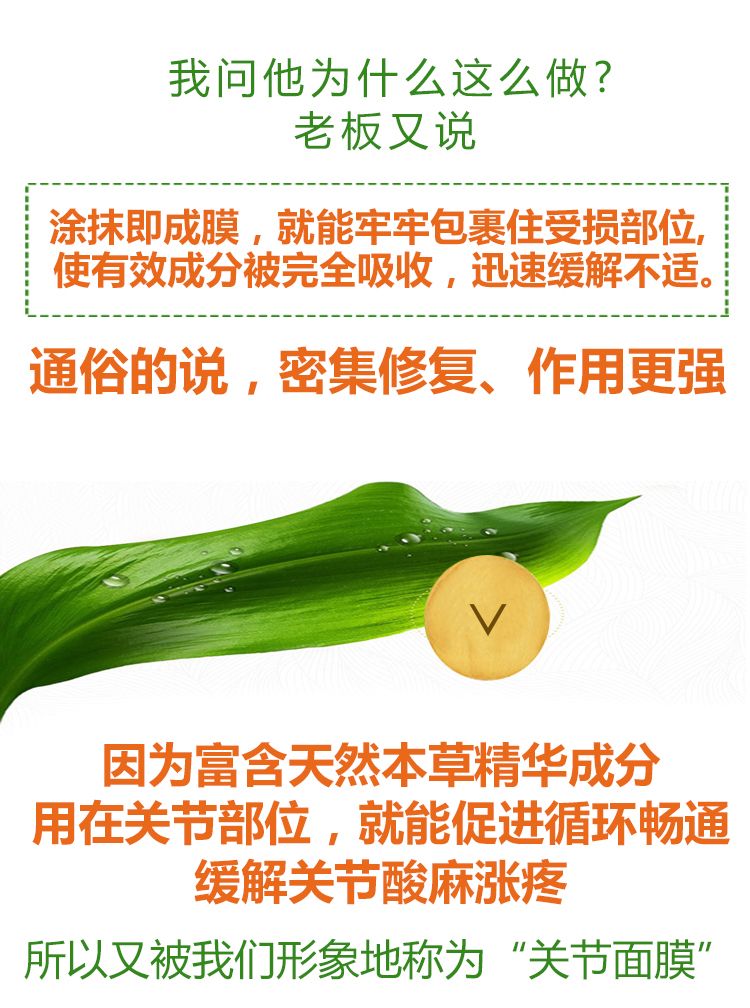 我问他为什么这么做?
老板又说
涂抹即成膜，就能牢牢包裹住受损部位,
使有效成分被完全吸收，迅速缓解不适。
通俗的说，密集修复、作用更强
V
因为富含天然本草精华成分
用在关节部位，就能促进循环畅通
缓解关节酸麻涨疼
所以又被我们形象地称为“关节面膜”